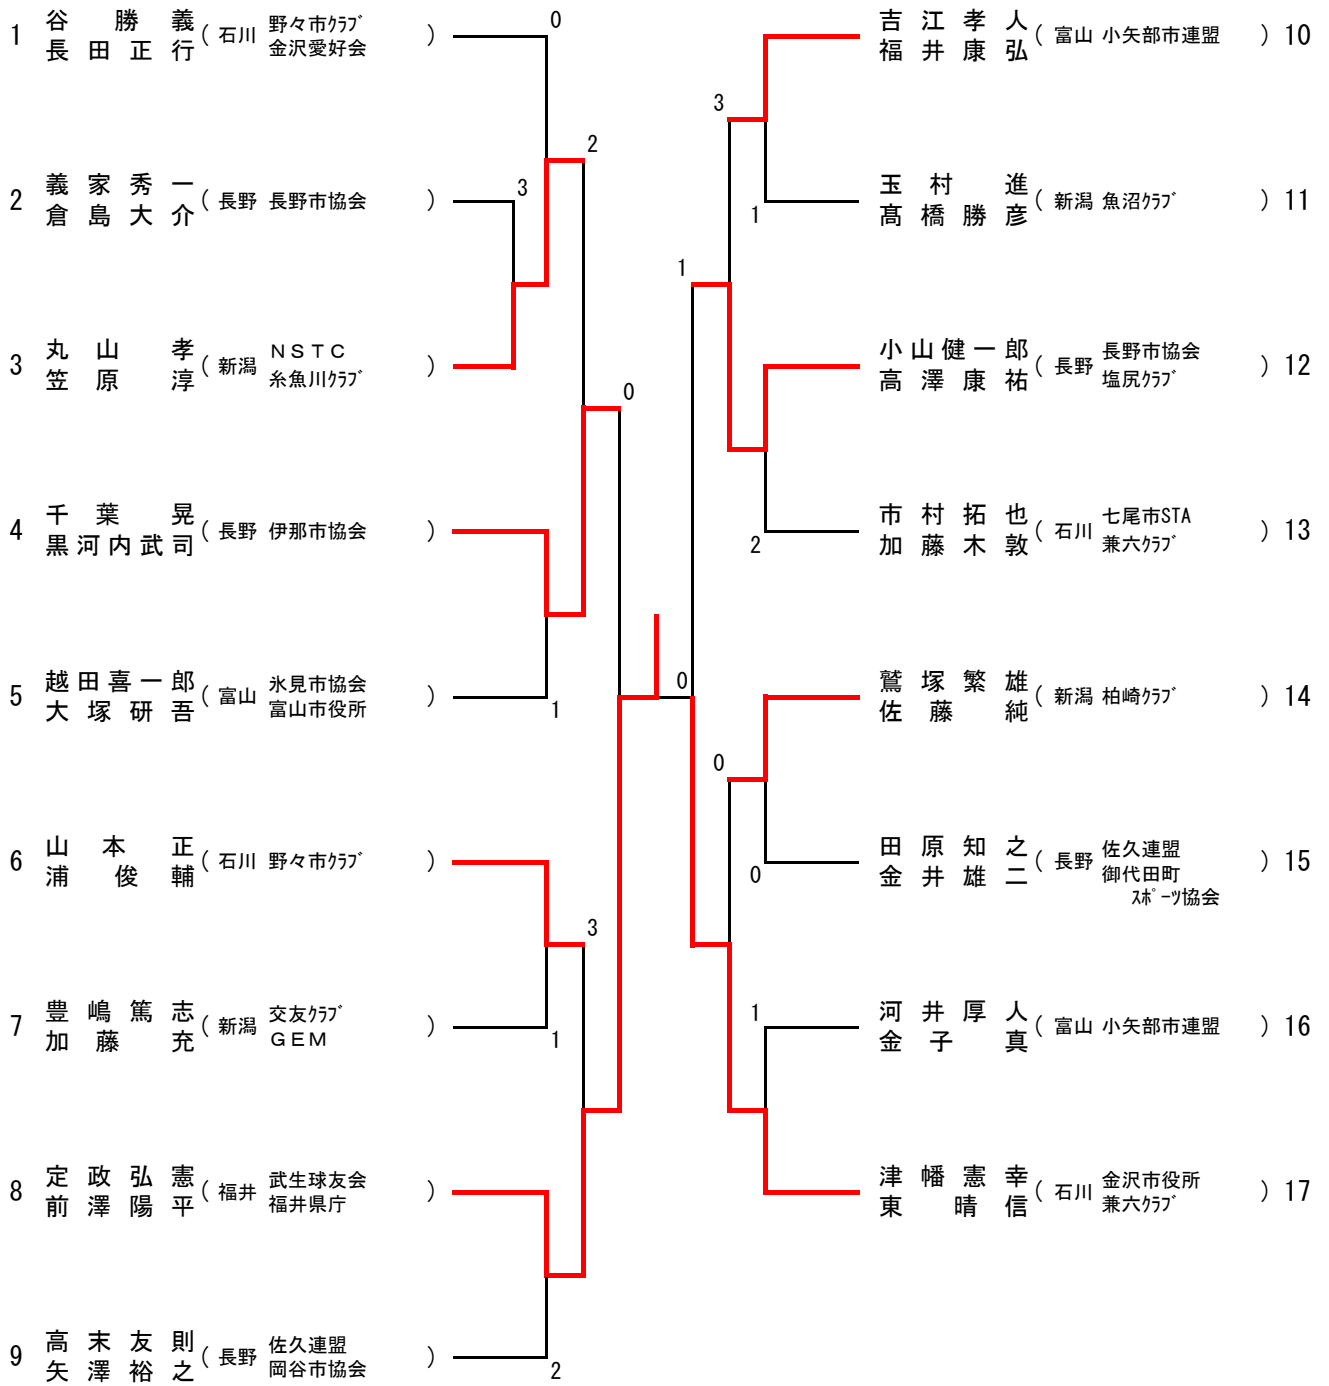 1 谷勝義 ( 石川 野々市ｸﾗﾌﾞ )
長田正行 金沢愛好会
0
2
2 義家秀一 ( 長野 長野市協会 )
倉島大介
3
3 丸山孝 ( 新潟 ＮＳＴＣ )
笠原淳 糸魚川ｸﾗﾌﾞ
0
4 千葉晃 ( 長野 伊那市協会 )
黒河内武司
5 越田喜一郎 ( 富山 氷見市協会 )
大塚研吾 富山市役所
1
6 山本正 ( 石川 野々市ｸﾗﾌﾞ )
浦俊輔
3
7 豊嶋篤志 ( 新潟 交友ｸﾗﾌﾞ )
加藤充 ＧＥＭ
1
8 定政弘憲 ( 福井 武生球友会 )
前澤陽平 福井県庁
9 高末友則 ( 長野 佐久連盟 )
矢澤裕之 岡谷市協会
2
吉江孝人 ( 富山 小矢部市連盟 ) 10
福井康弘
3
玉村進 ( 新潟 魚沼ｸﾗﾌﾞ ) 11
髙橋勝彦
1
1
小山健一郎 ( 長野 長野市協会 ) 12
高澤康祐 塩尻ｸﾗﾌﾞ
市村拓也 ( 石川 七尾市STA ) 13
加藤木敦 兼六ｸﾗﾌﾞ
2
0
鷲塚繁雄 ( 新潟 柏崎ｸﾗﾌﾞ ) 14
佐藤純
0
田原知之 ( 長野 佐久連盟 ) 15
金井雄二 御代田町
ｽﾎﾟｰﾂ協会
0
河井厚人 ( 富山 小矢部市連盟 ) 16
金子真
1
津幡憲幸 ( 石川 金沢市役所 ) 17
東晴信 兼六ｸﾗﾌﾞ